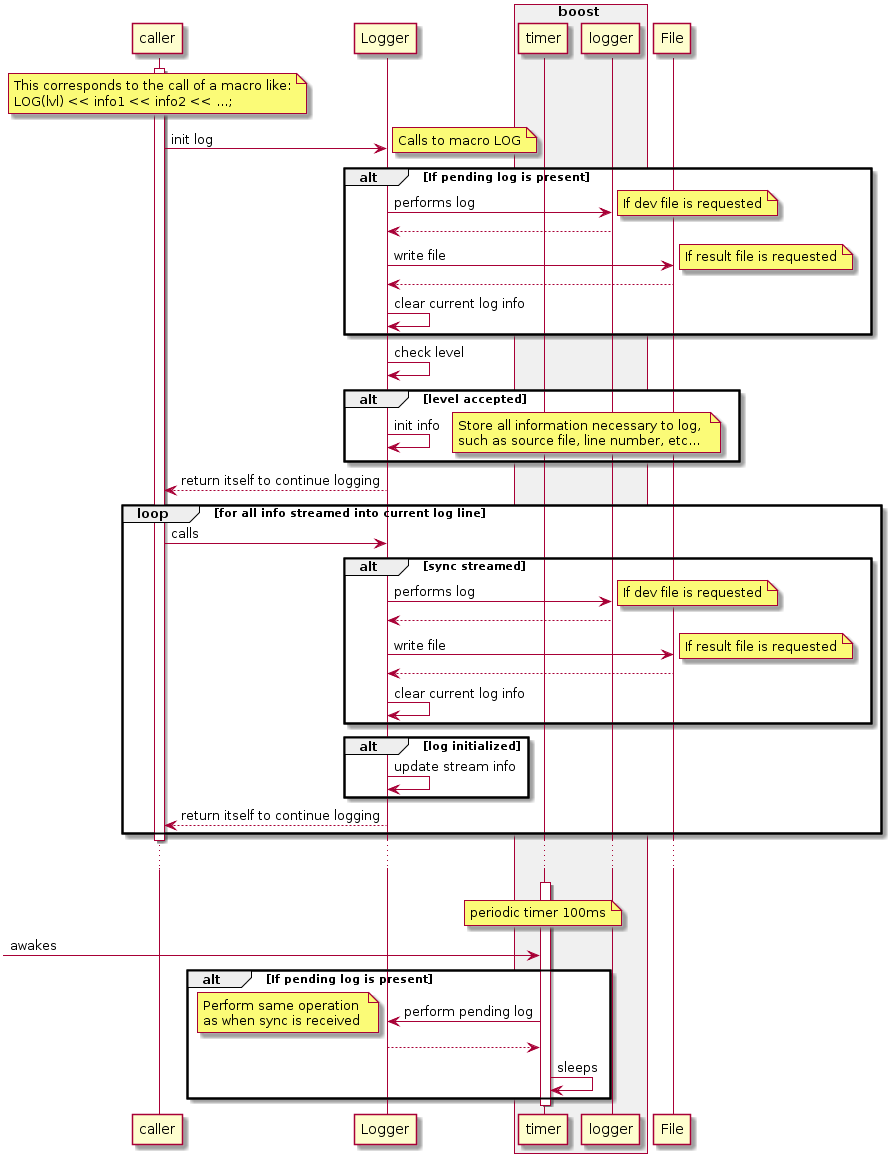 boost
caller
Logger
timer
logger
File
This corresponds to the call of a macro like:
LOG(lvl) << info1 << info2 << ...;
init log
Calls to macro LOG
alt
[If pending log is present]
performs log
If dev file is requested
write file
If result file is requested
clear current log info
check level
alt
[level accepted]
init info
Store all information necessary to log,
such as source file, line number, etc...
return itself to continue logging
loop
[for all info streamed into current log line]
calls
alt
[sync streamed]
performs log
If dev file is requested
write file
If result file is requested
clear current log info
alt
[log initialized]
update stream info
return itself to continue logging
periodic timer 100ms
awakes
alt
[If pending log is present]
Perform same operation
as when sync is received
perform pending log
sleeps
caller
Logger
timer
logger
File